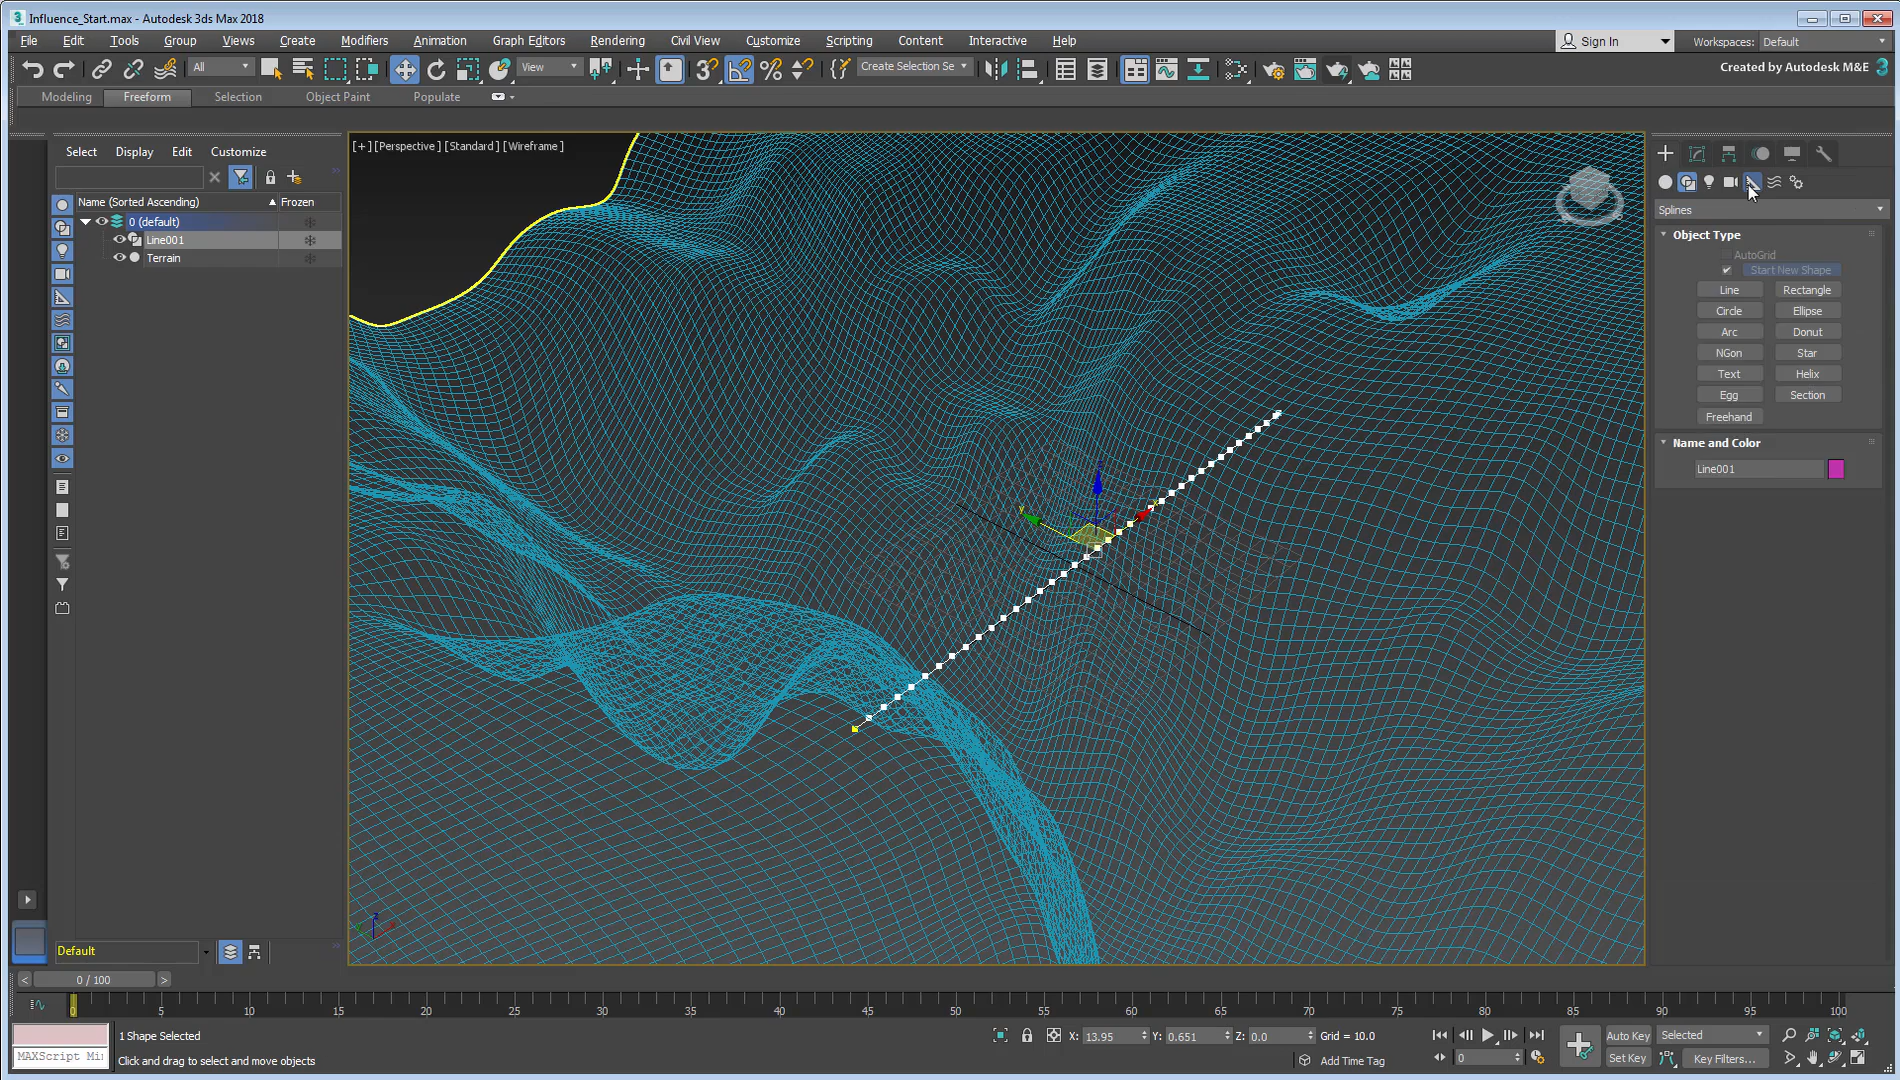 Influence_Start.max - Autodesk 3ds Max 2018
File Edit Tools Group Views Create Modifiers Animation Graph Editors Rendering Civil View Customize Scripting Content Interactive Help Sign In Workspaces: Default
All View Create Selection Se Created by Autodesk M&E
Modeling Freeform Selection Object Paint Populate
Select Display Edit Customize
[+] [Perspective ] [Standard ] [Wireframe ]
Name (Sorted Ascending) Frozen
0 (default)
Line001
Terrain
Splines
Object Type
AutoGrid
Start New Shape
Line Rectangle
Circle Ellipse
Arc Donut
NGon Star
Text Helix
Egg Section
Freehand
Name and Color
Line001
y
x
z
Default
< 0 / 100 >
0 5 10 15 20 25 30 35 40 45 50 55 60 65 70 75 80 85 90 95 100
1 Shape Selected X: 13.95 Y: 0.651 Z: 0.0 Grid = 10.0 Auto Key Selected
MAXScript Mi: Click and drag to select and move objects Add Time Tag 0 Set Key Key Filters...